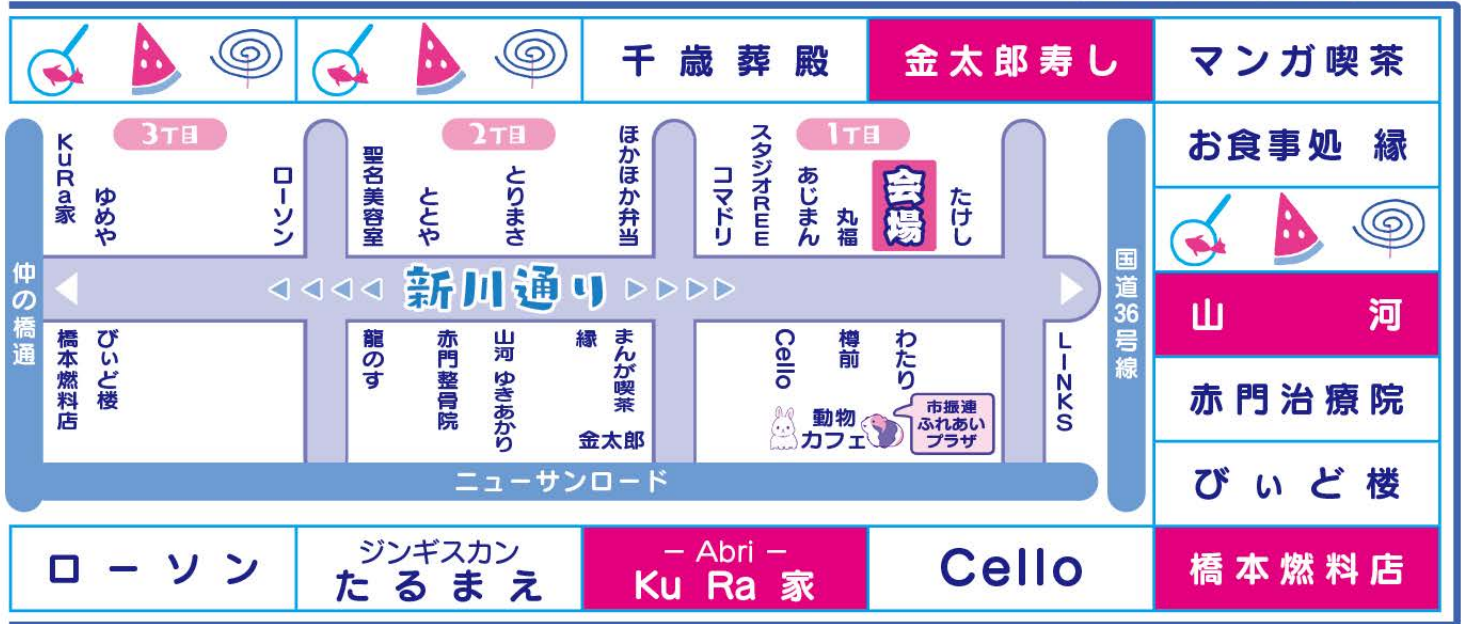 千歳葬殿
金太郎寿し
マンガ喫茶
お食事処 縁
山河
赤門治療院
びぃど楼
橋本燃料店
3丁目
2丁目
1丁目
KuRa家
ゆめや
ローソン
聖名美容室
ととや
とりまさ
ほかほか弁当
コマドリ
スタジオREE
あじまん
丸福
会場
たけし
仲の橋通
新川通り
国道36号線
橋本燃料店
びぃど楼
龍のす
赤門整骨院
山河 ゆきあかり
縁
まんが喫茶
金太郎
Cello
樽前
わたり
動物
カフェ
市振連
ふれあい
プラザ
LINKS
ニューサンロード
ローソン
ジンギスカン
たるまえ
− Abri −
Ku Ra 家
Cello